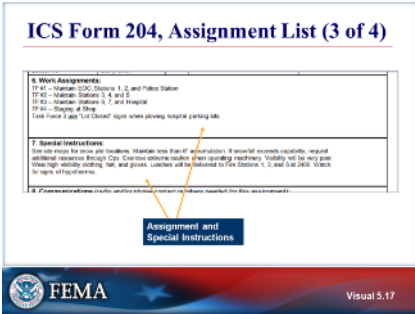 ICS Form 204, Assignment List (3 of 4)
6. Work Assignments:
TF #1 – Maintain EOC, Stations 1, 2, and Police Station
TF #2 – Maintain Stations 3, 4, and 5
TF #3 – Maintain Stations 6, 7, and Hospital
TF #4 – Staging at Shop
Task Force 3 use "Lot Closed" signs when plowing hospital parking lots.
7. Special Instructions:
See site maps for snow pile locations. Maintain less than 6" accumulation. If snowfall exceeds capability, request
additional resources through Ops. Exercise extreme caution when operating machinery. Visibility will be very poor.
Wear high visibility clothing, hat, and gloves. Lunches will be delivered to Fire Stations 1, 3, and 6 at 2400. Watch
for signs of hypothermia.
8. Communications (radio and/or phone contact numbers needed for this assignment):
Assignment and
Special Instructions
FEMA
Visual 5.17